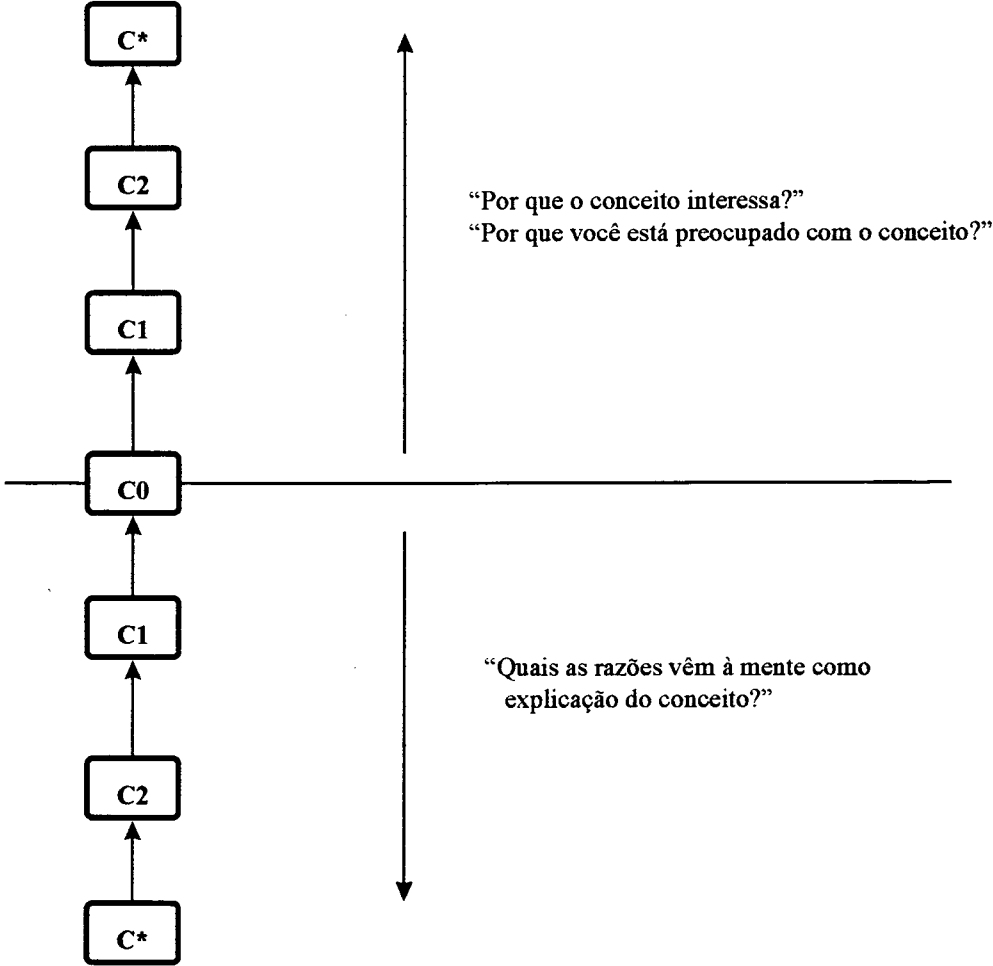 C*
C2
“Por que o conceito interessa?”
“Por que você está preocupado com o conceito?”
C1
C0
C1
“Quais as razões vêm à mente como
explicação do conceito?”
C2
C*